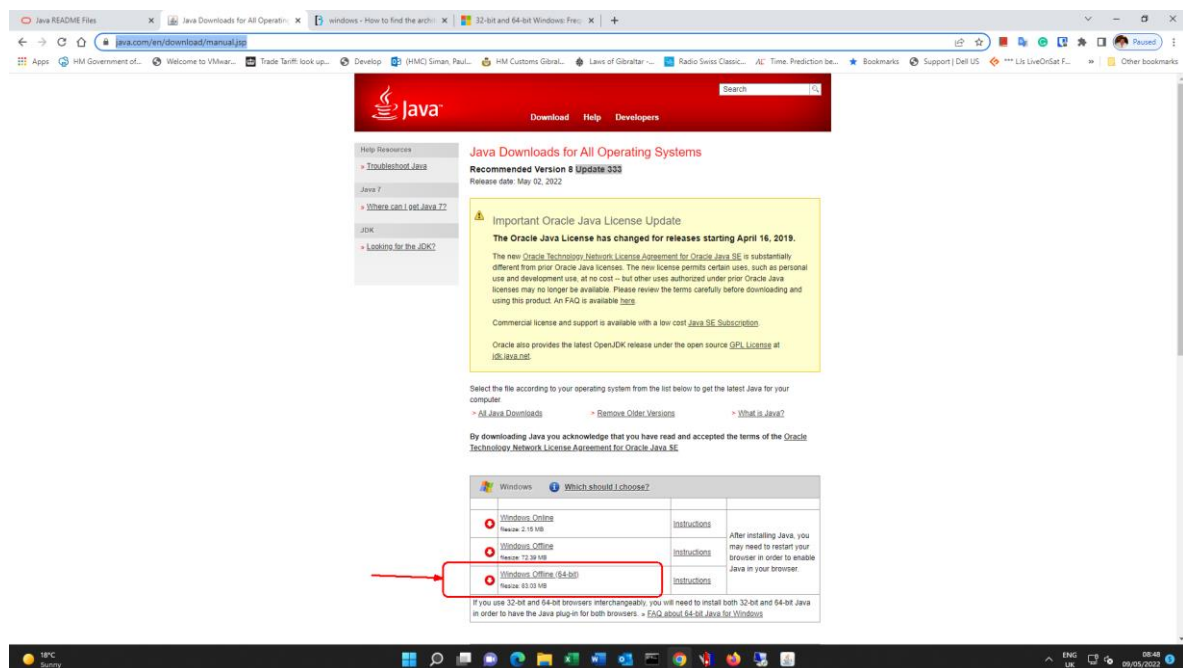 Java README Files
Java Downloads for All Operating
windows - How to find the archit
32-bit and 64-bit Windows: Freq
java.com/en/download/manual.jsp
Paused
Apps
HM Government of...
Welcome to VMwar...
Trade Tariff: look up...
Develop
(HMC) Siman, Paul...
HM Customs Gibral...
Laws of Gibraltar -...
Radio Swiss Classic...
Time. Prediction be...
Bookmarks
Support | Dell US
*** LJs LiveOnSat F...
Other bookmarks
Java
Search
Download Help Developers
Help Resources
» Troubleshoot Java
Java 7
» Where can I get Java 7?
JDK
» Looking for the JDK?
Java Downloads for All Operating Systems
Recommended Version 8 Update 333
Release date: May 02, 2022
Important Oracle Java License Update
The Oracle Java License has changed for releases starting April 16, 2019.
The new Oracle Technology Network License Agreement for Oracle Java SE is substantially
different from prior Oracle Java licenses. The new license permits certain uses, such as personal
use and development use, at no cost -- but other uses authorized under prior Oracle Java
licenses may no longer be available. Please review the terms carefully before downloading and
using this product. An FAQ is available here.
Commercial license and support is available with a low cost Java SE Subscription.
Oracle also provides the latest OpenJDK release under the open source GPL License at
jdk.java.net.
Select the file according to your operating system from the list below to get the latest Java for your
computer.
> All Java Downloads > Remove Older Versions > What is Java?
By downloading Java you acknowledge that you have read and accepted the terms of the Oracle
Technology Network License Agreement for Oracle Java SE
Windows Which should I choose?
Windows Online
filesize: 2.15 MB
Instructions
Windows Offline
filesize: 72.39 MB
Instructions
Windows Offline (64-bit)
filesize: 83.03 MB
Instructions
After installing Java, you
may need to restart your
browser in order to enable
Java in your browser.
If you use 32-bit and 64-bit browsers interchangeably, you will need to install both 32-bit and 64-bit Java
in order to have the Java plug-in for both browsers. » FAQ about 64-bit Java for Windows
18°C
Sunny
ENG
UK
08:48
09/05/2022